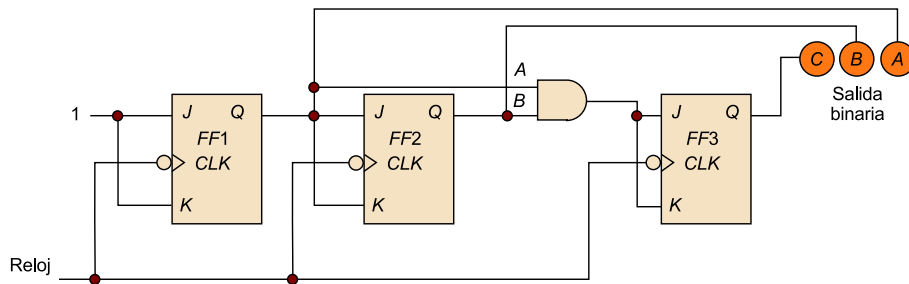 C B A
A
Salida
binaria
B
1
J Q
FF1
CLK
K
J Q
FF2
CLK
K
J Q
FF3
CLK
K
Reloj